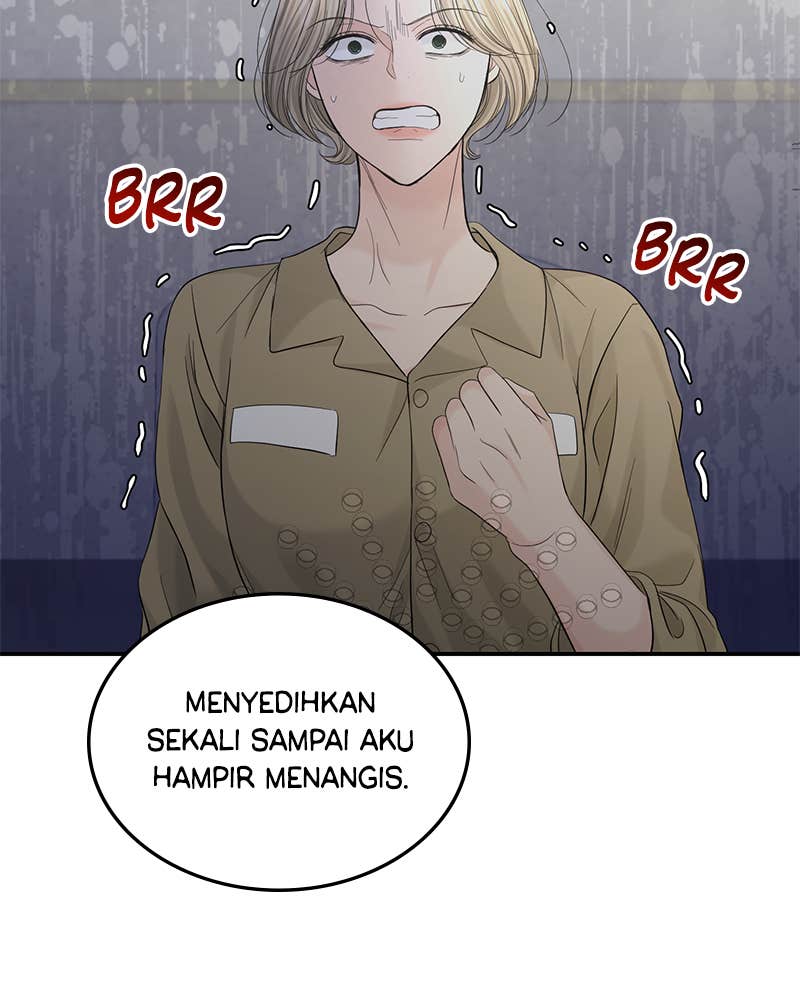 BRR
BRR
MENYEDIHKAN
SEKALI SAMPAI AKU
HAMPIR MENANGIS.